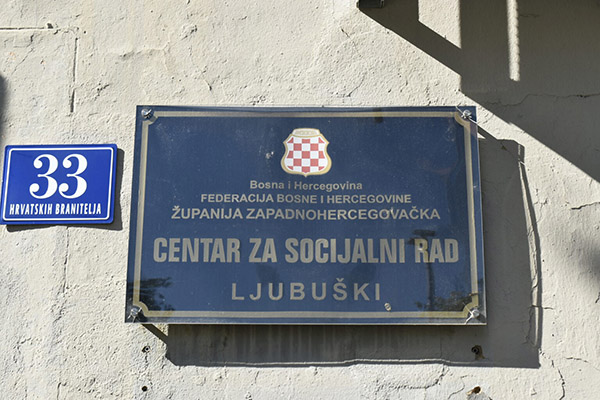 33
HRVATSKIH BRANITELJA
Bosna i Hercegovina
FEDERACIJA BOSNE I HERCEGOVINE
ŽUPANIJA ZAPADNOHERCEGOVAČKA
CENTAR ZA SOCIJALNI RAD
LJUBUŠKI